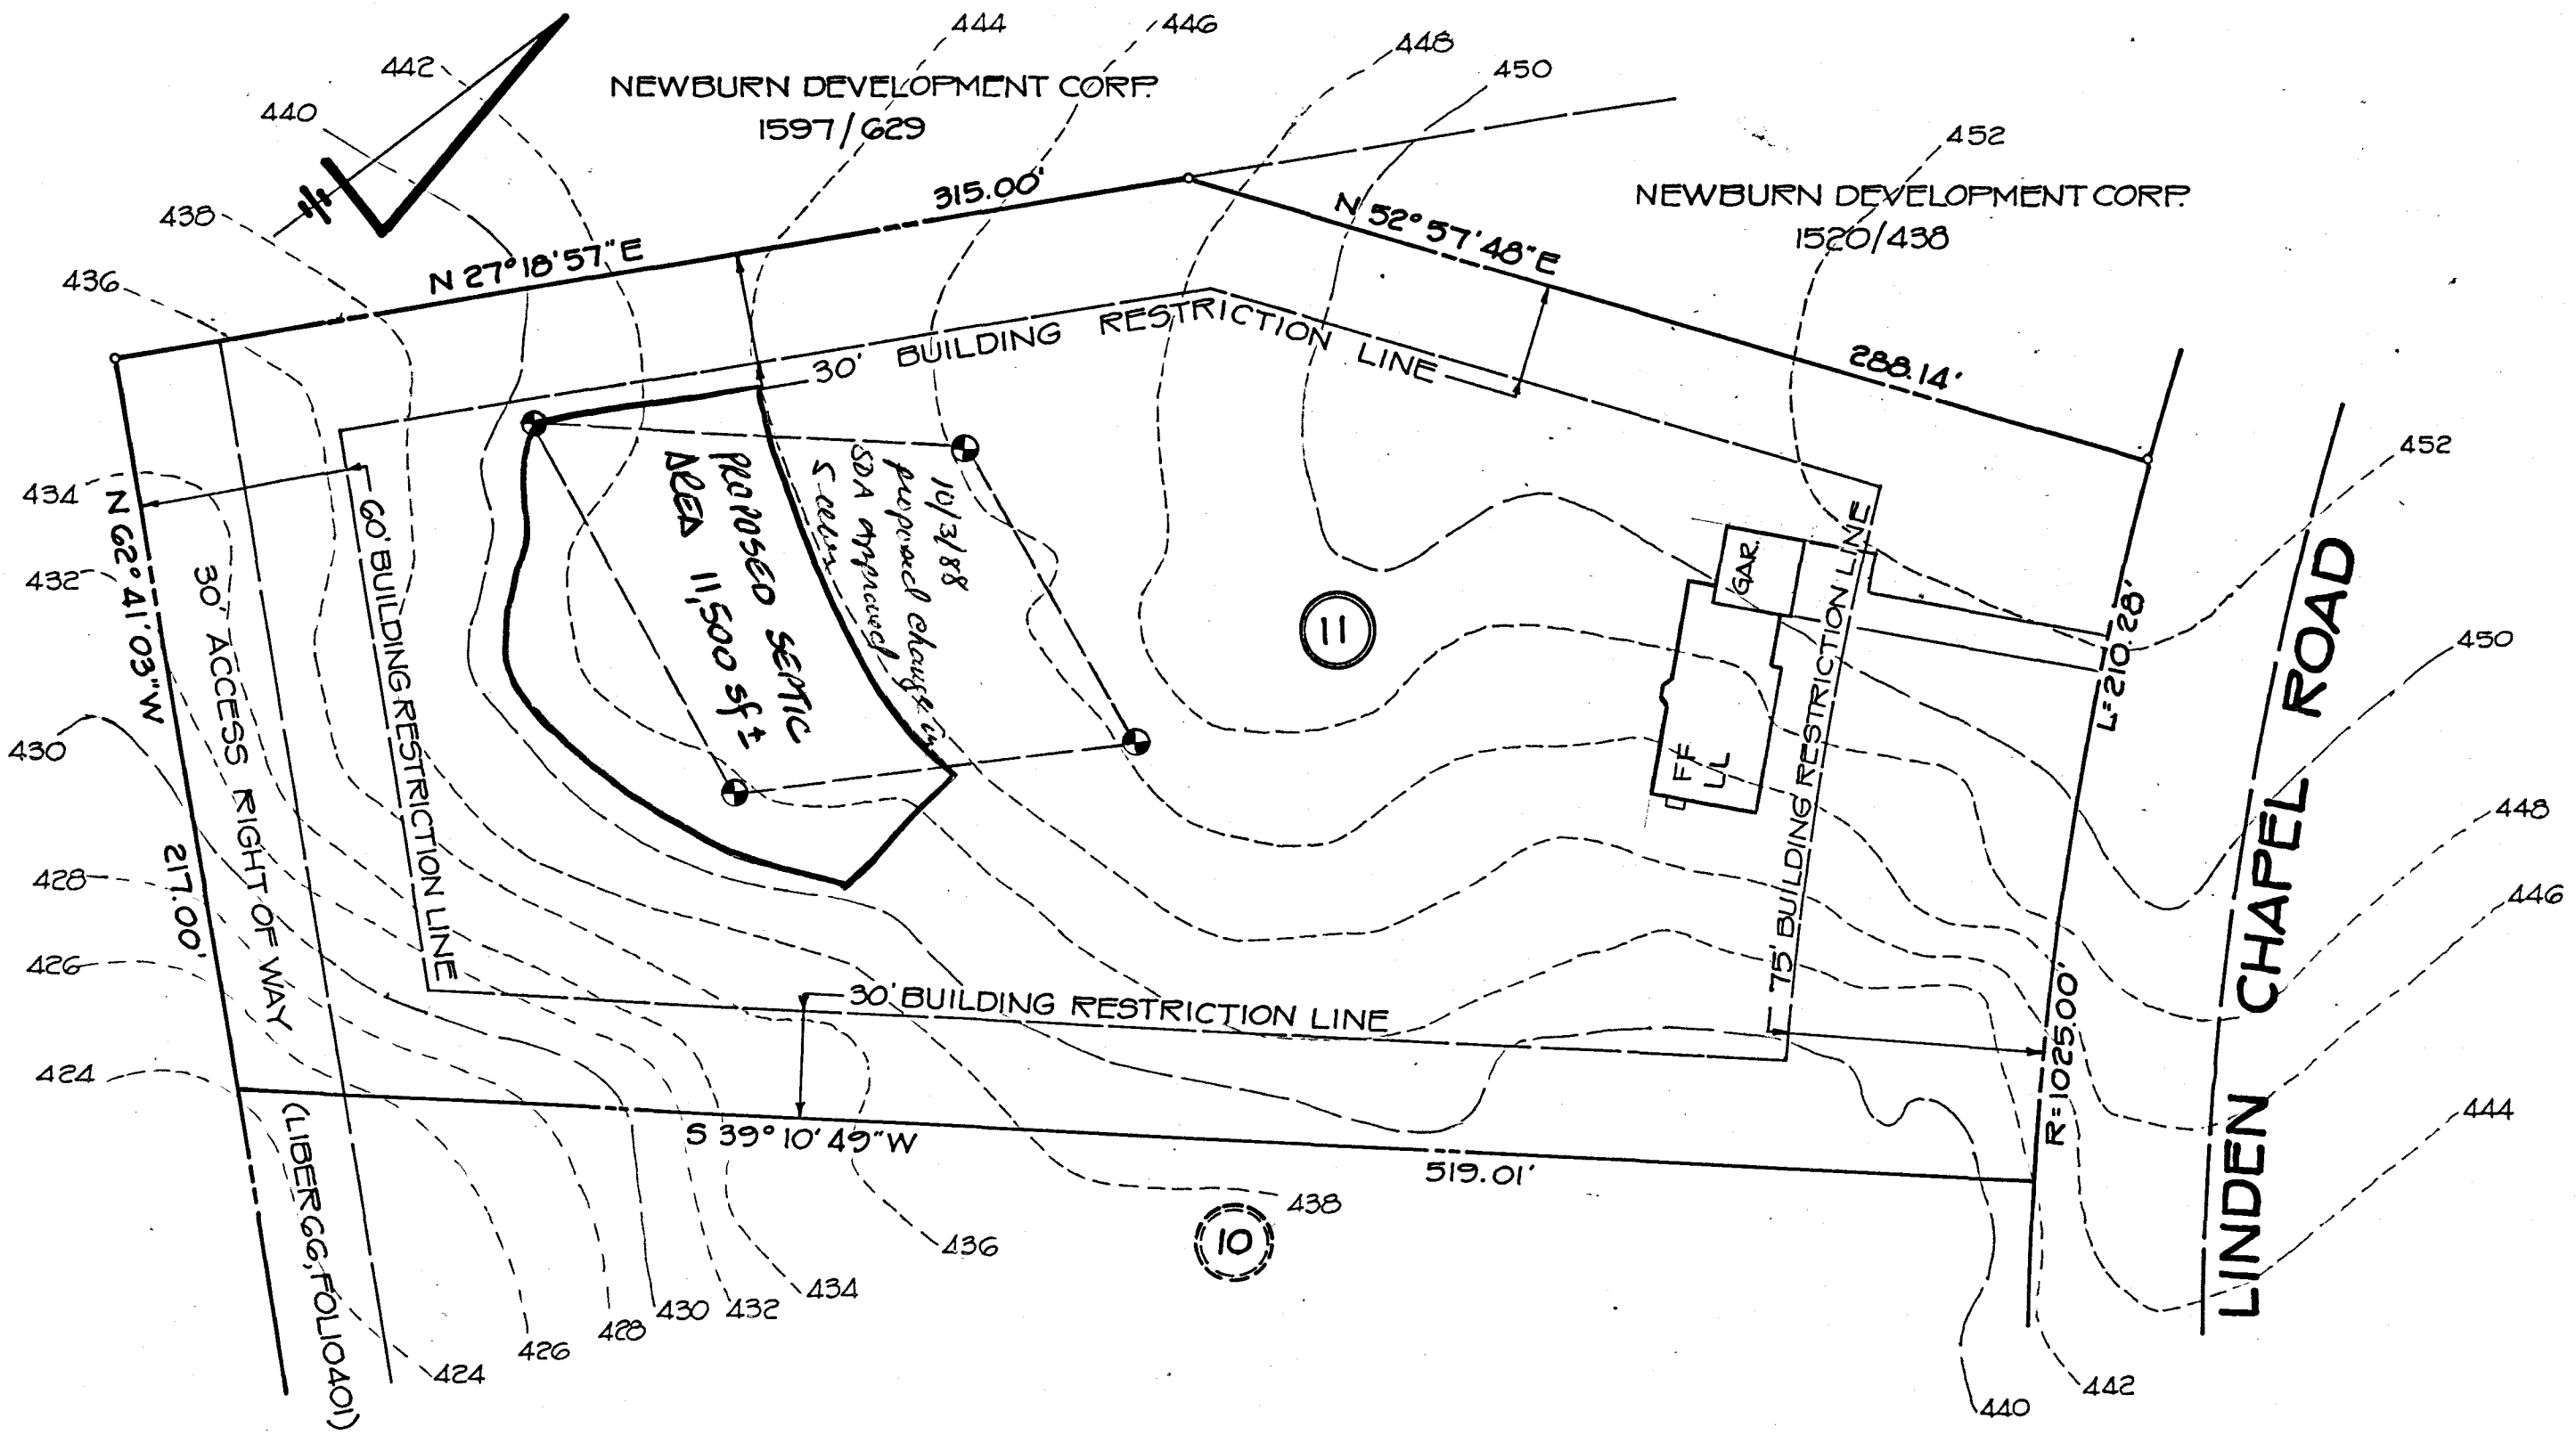 444
446
448
450
442
NEWBURN DEVELOPMENT CORP.
1597/629
440
452
438
315.00'
NEWBURN DEVELOPMENT CORP.
1520/438
N 52° 57' 48" E
N 27° 18' 57" E
436
30' BUILDING RESTRICTION LINE
288.14'
452
434
N 62° 41' 03" W
217.00'
60' BUILDING RESTRICTION LINE
30' ACCESS RIGHT OF WAY
(LIBER 66, FOLIO 401)
PROPOSED SEPTIC
AREA 11,500 sf ±
10/3/88
proposed change in
SDA approved
11
GAR.
FF
LL
75' BUILDING RESTRICTION LINE
L=210.28'
R=1025.00'
LINDEN CHAPEL ROAD
432
450
430
448
428
446
426
30' BUILDING RESTRICTION LINE
424
444
S 39° 10' 49" W
519.01'
438
10
436
434
432
430
428
426
424
442
440